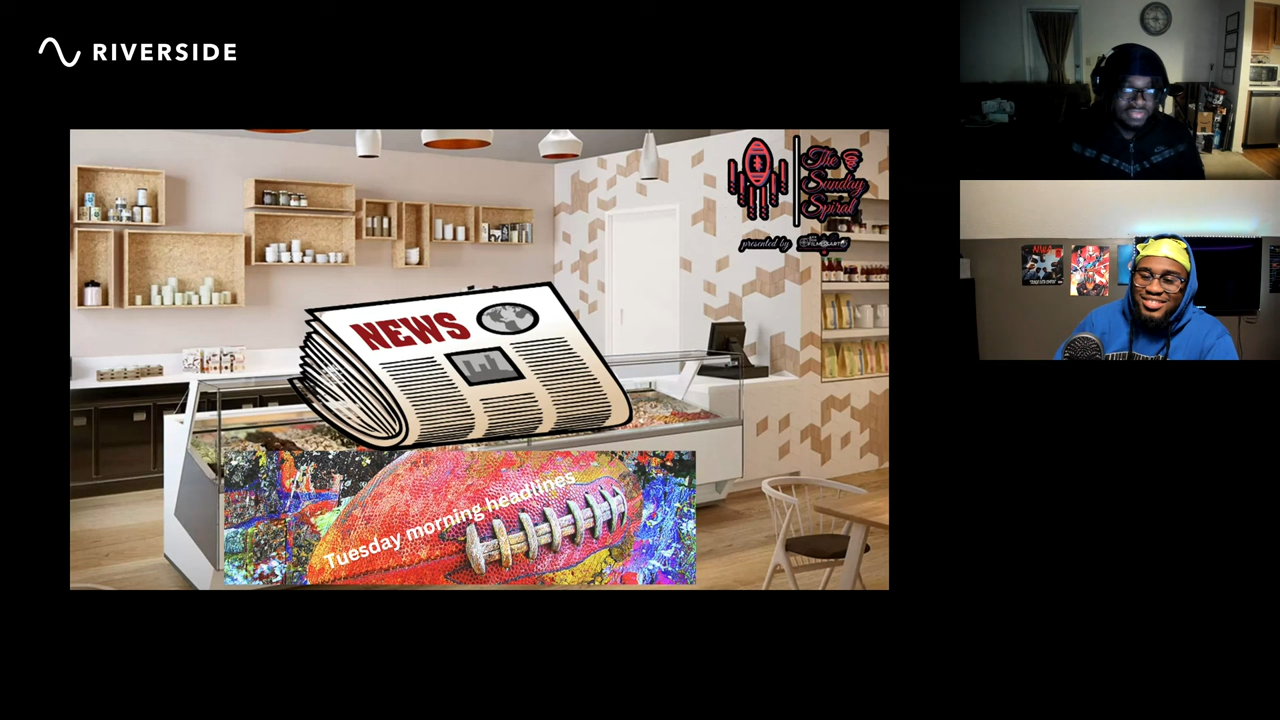 RIVERSIDE
The
Sunday
Spiral
presented by
NEWS
Tuesday morning headlines